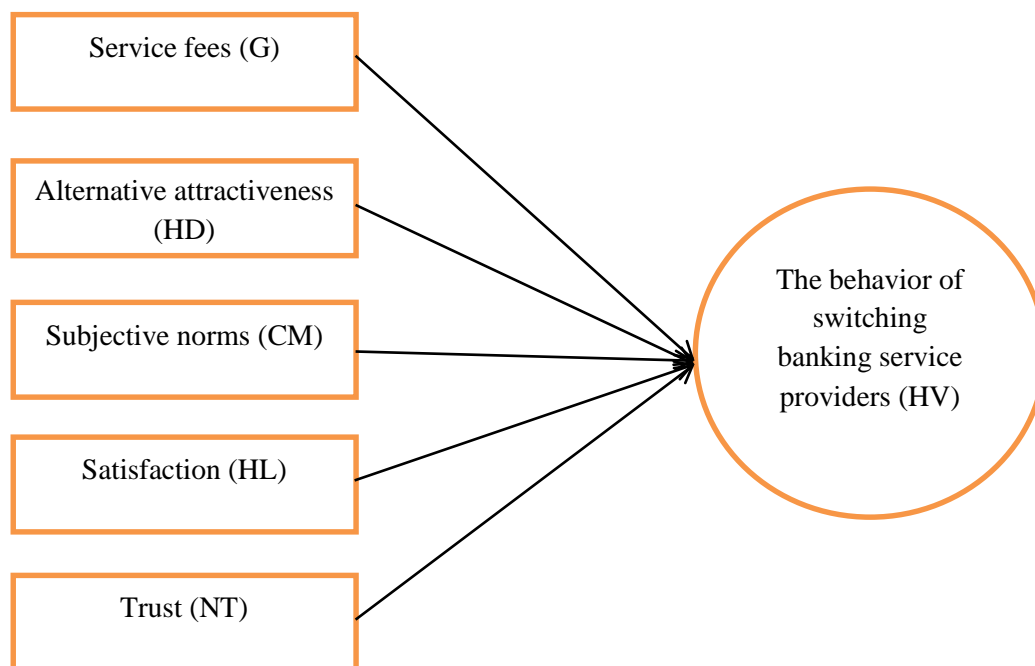 Service fees (G)
Alternative attractiveness
(HD)
Subjective norms (CM)
Satisfaction (HL)
Trust (NT)
The behavior of
switching
banking service
providers (HV)